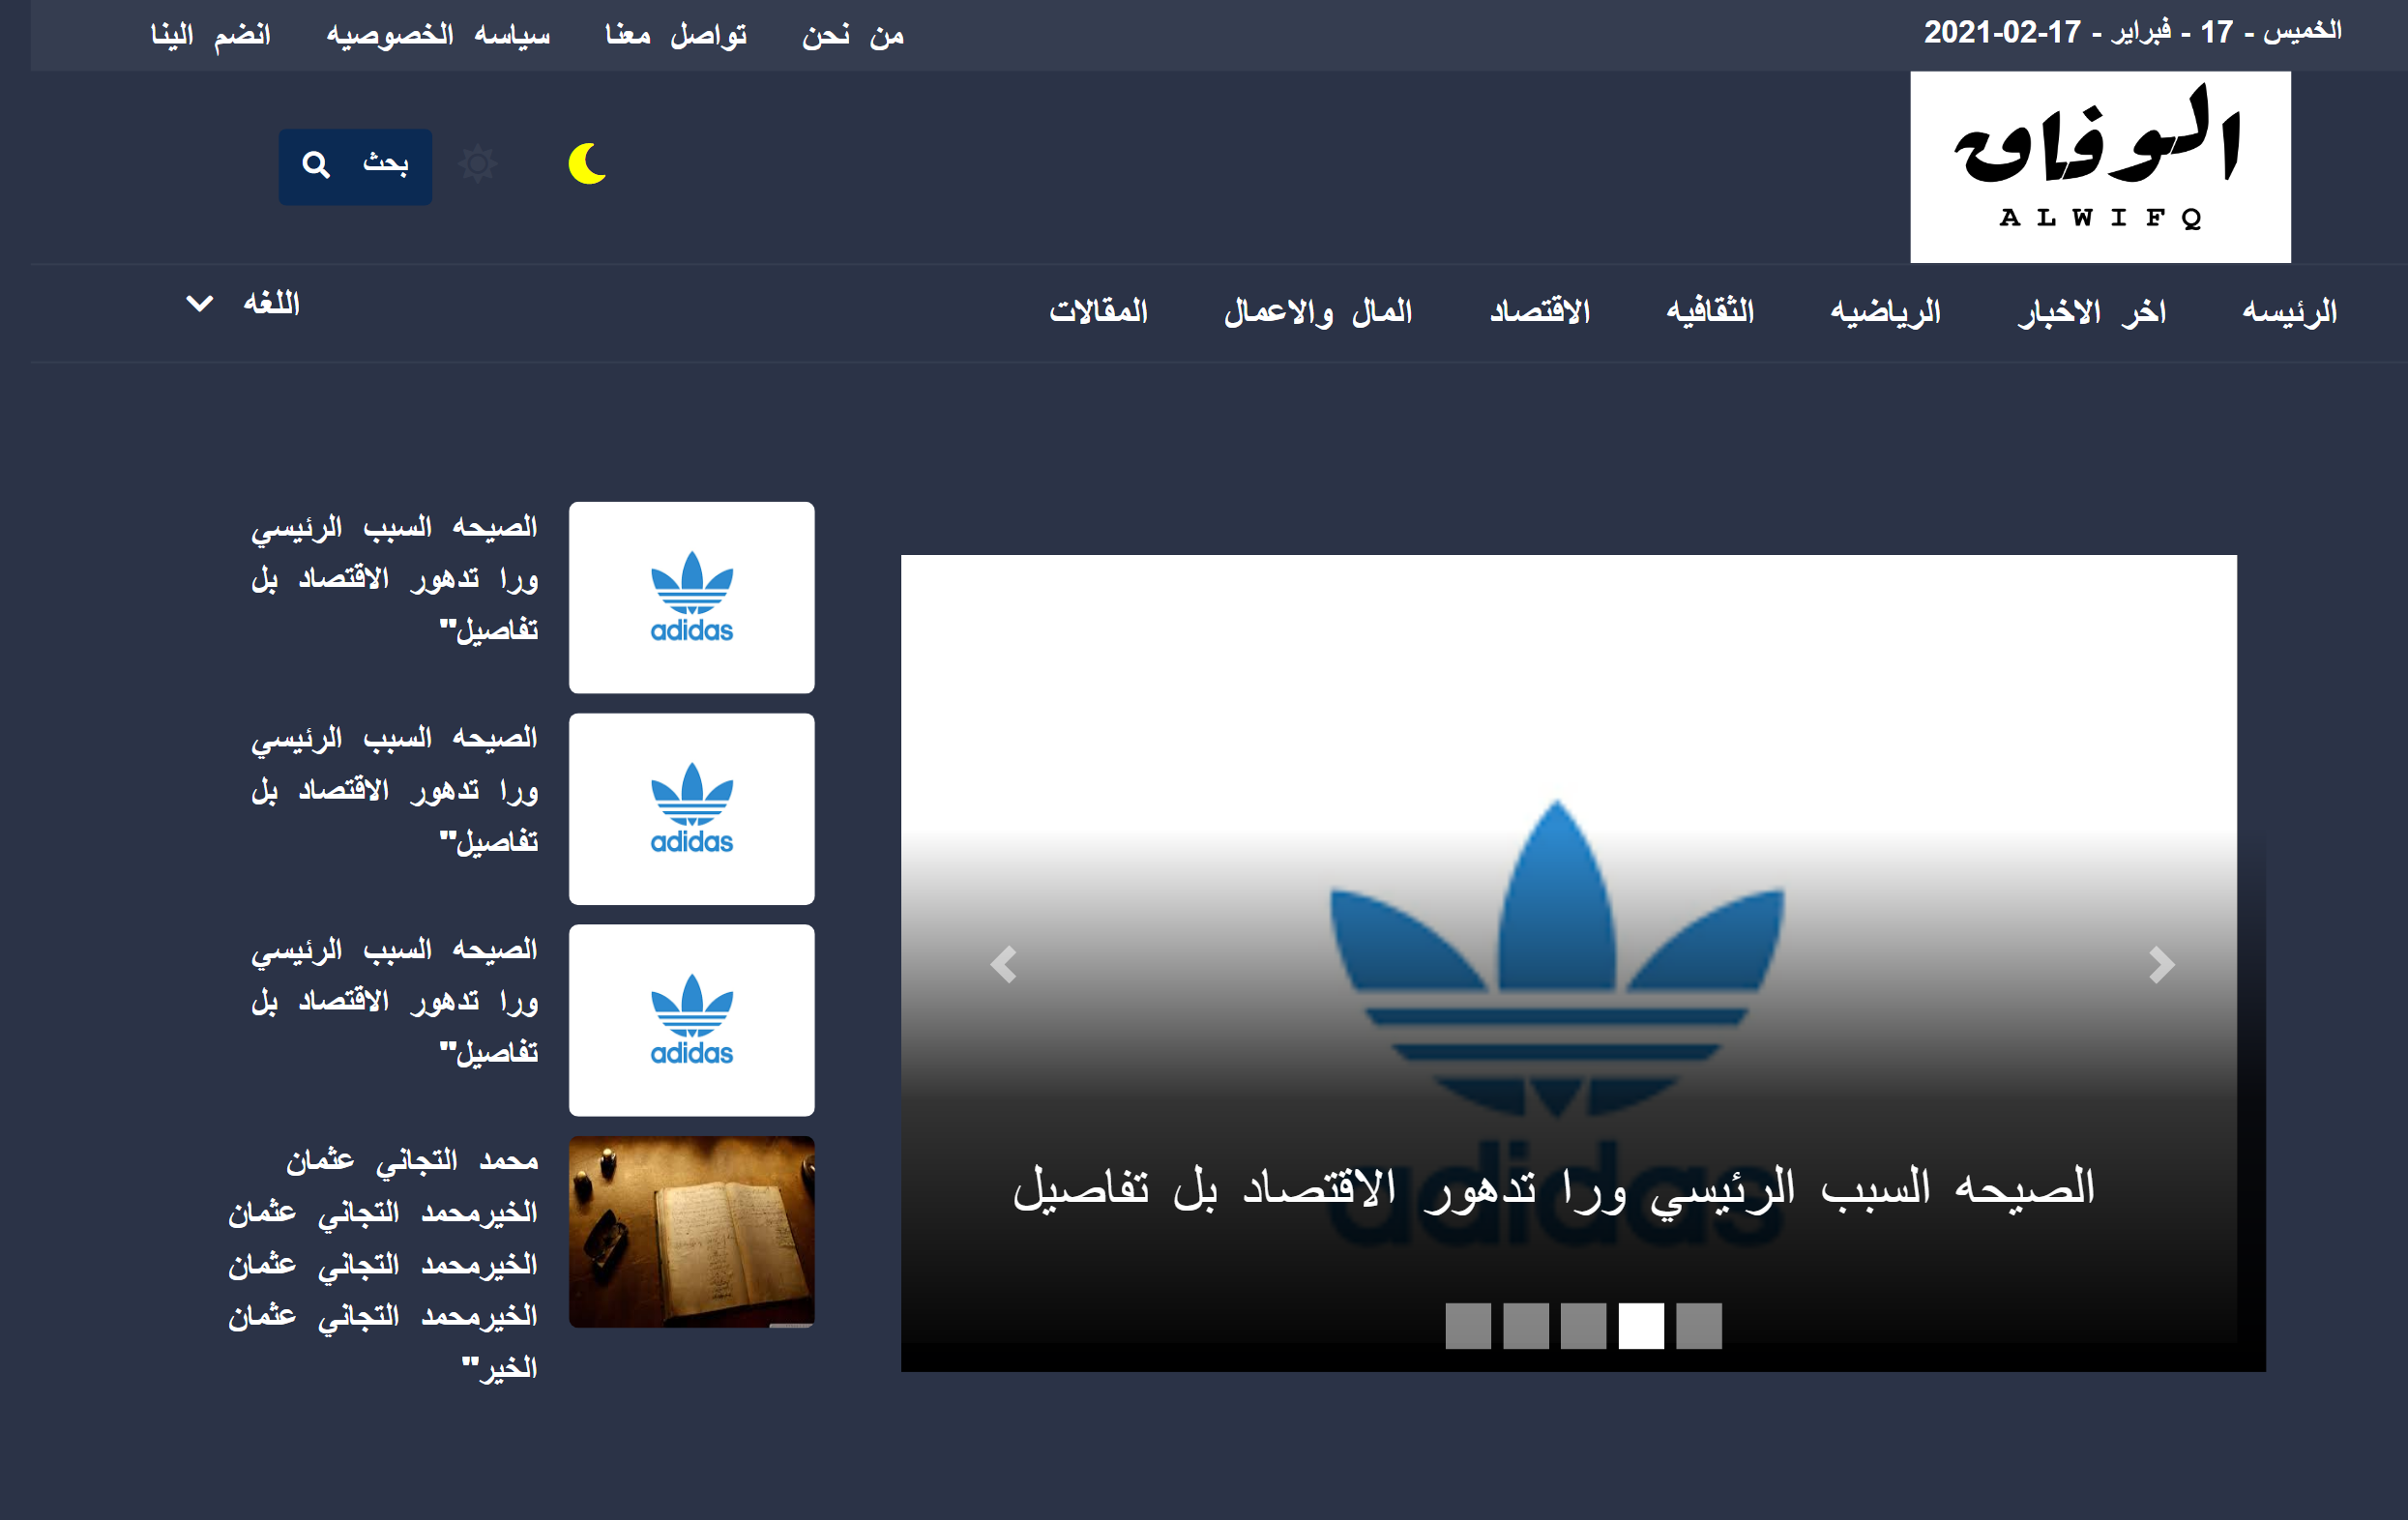 الخميس - 17 - فبراير - 17-02-2021
من نحن
تواصل معنا
سياسه الخصوصيه
انضم الينا
الوفاق
ALWIFQ
بحث
الرئيسه
اخر الاخبار
الرياضيه
الثقافيه
الاقتصاد
المال والاعمال
المقالات
اللغه
adidas
الصيحه السبب الرئيسي ورا تدهور الاقتصاد بل تفاصيل
adidas
الصيحه السبب الرئيسي
ورا تدهور الاقتصاد بل
تفاصيل"
adidas
الصيحه السبب الرئيسي
ورا تدهور الاقتصاد بل
تفاصيل"
adidas
الصيحه السبب الرئيسي
ورا تدهور الاقتصاد بل
تفاصيل"
محمد التجاني عثمان
الخيرمحمد التجاني عثمان
الخيرمحمد التجاني عثمان
الخيرمحمد التجاني عثمان
الخير"